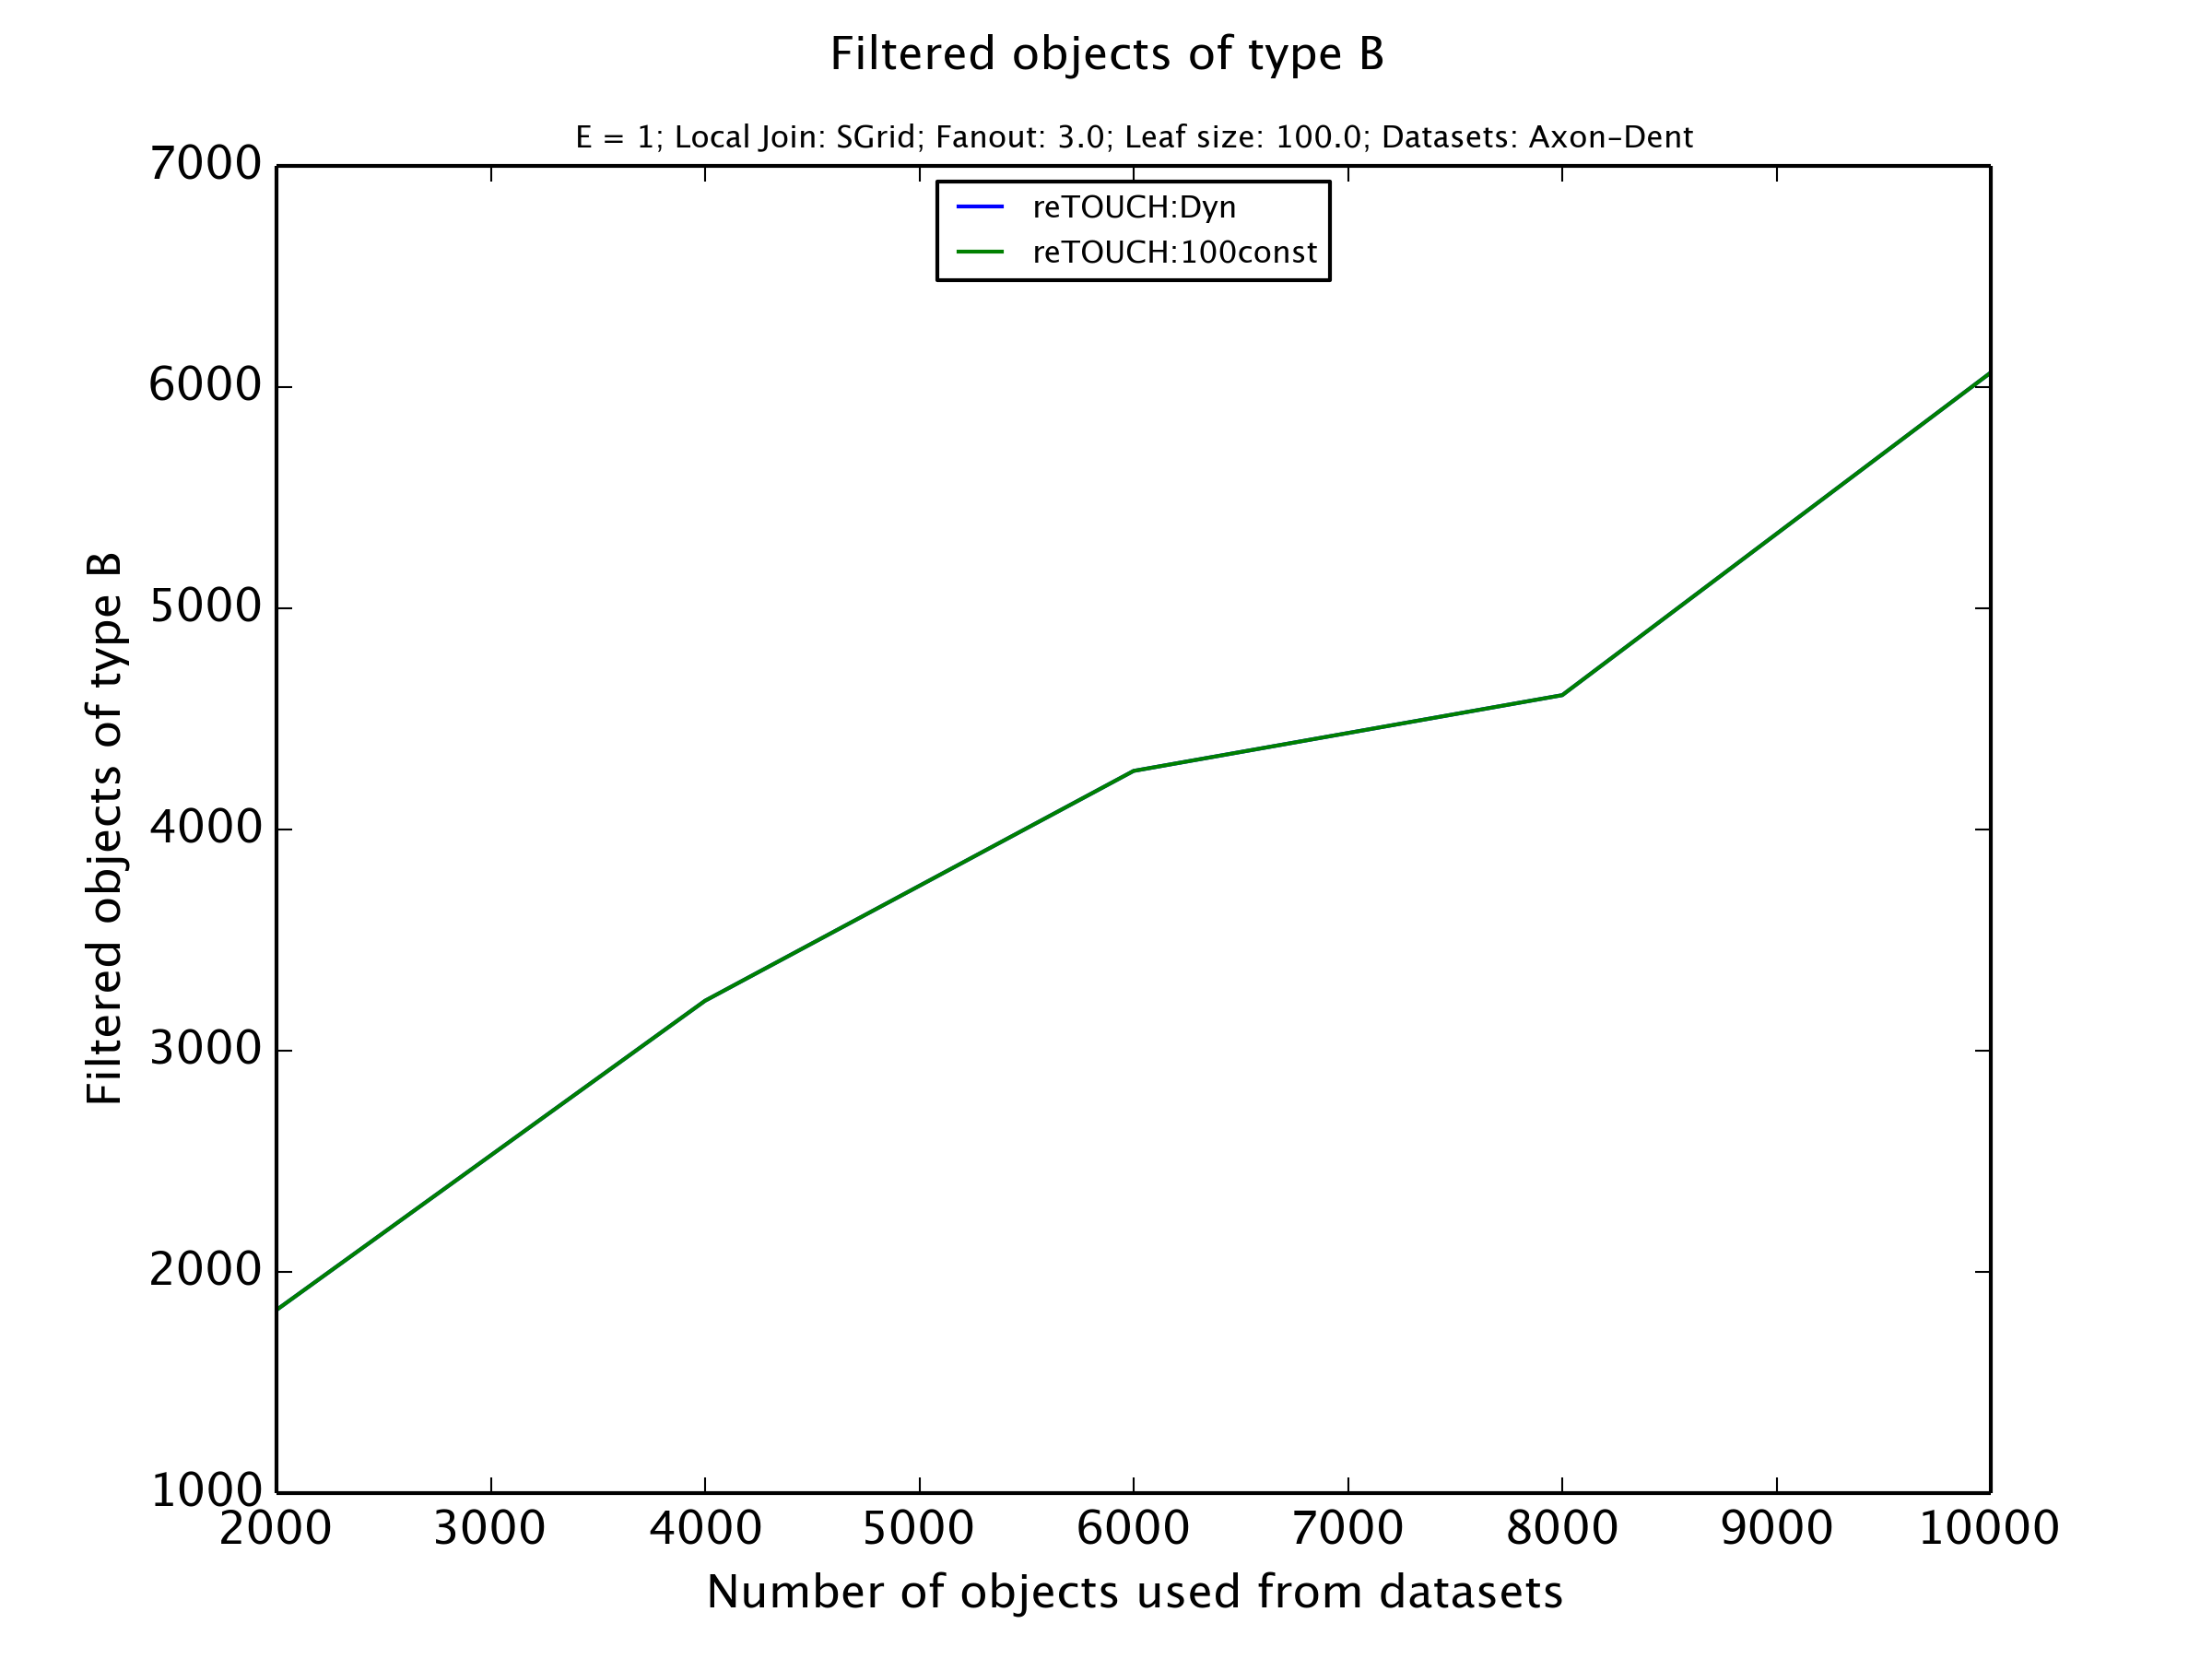 Filtered objects of type B
E = 1; Local Join: SGrid; Fanout: 3.0; Leaf size: 100.0; Datasets: Axon-Dent
reTOUCH:Dyn
reTOUCH:100const
Filtered objects of type B
7000
6000
5000
4000
3000
2000
1000
2000 3000 4000 5000 6000 7000 8000 9000 10000
Number of objects used from datasets